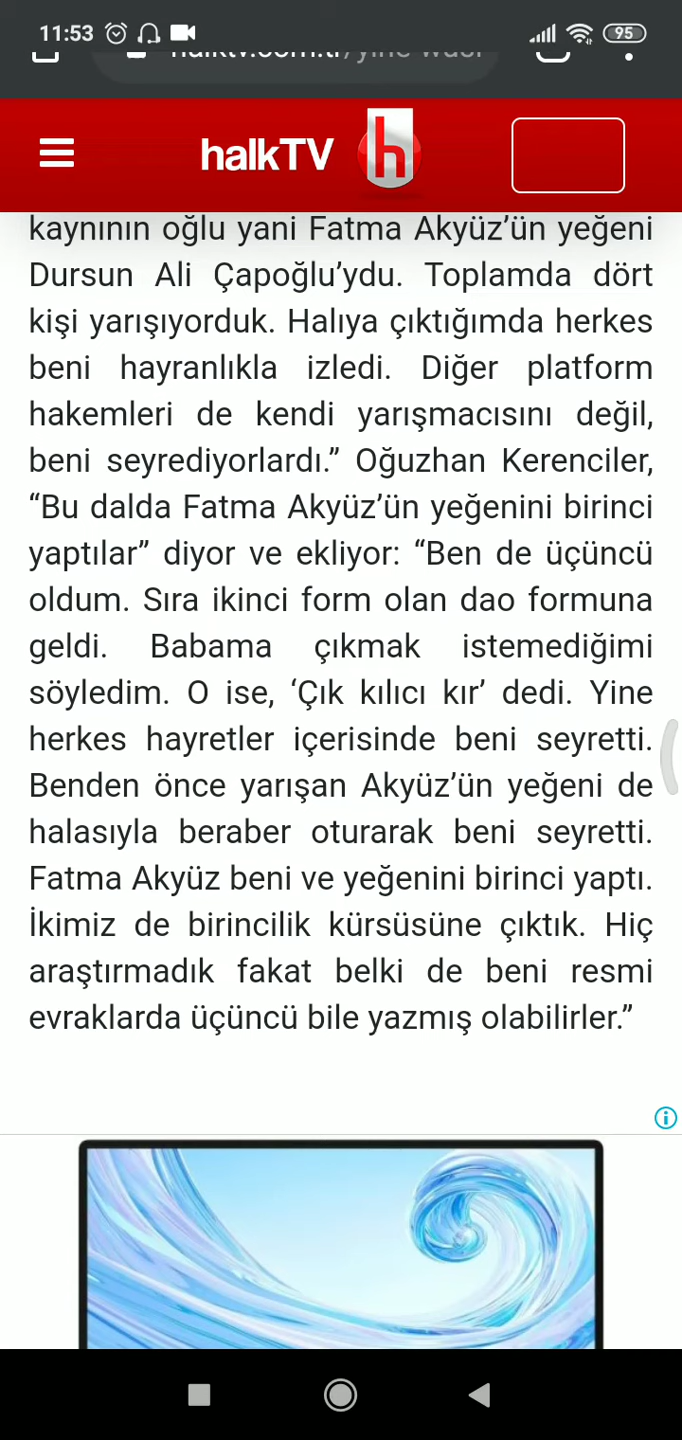 11:53
95
halkTV h
kaynının oğlu yani Fatma Akyüz’ün yeğeni
Dursun Ali Çapoğlu’ydu. Toplamda dört
kişi yarışıyorduk. Halıya çıktığımda herkes
beni hayranlıkla izledi. Diğer platform
hakemleri de kendi yarışmacısını değil,
beni seyrediyorlardı.” Oğuzhan Kerenciler,
“Bu dalda Fatma Akyüz’ün yeğenini birinci
yaptılar” diyor ve ekliyor: “Ben de üçüncü
oldum. Sıra ikinci form olan dao formuna
geldi. Babama çıkmak istemediğimi
söyledim. O ise, ‘Çık kılıcı kır’ dedi. Yine
herkes hayretler içerisinde beni seyretti.
Benden önce yarışan Akyüz’ün yeğeni de
halasıyla beraber oturarak beni seyretti.
Fatma Akyüz beni ve yeğenini birinci yaptı.
İkimiz de birincilik kürsüsüne çıktık. Hiç
araştırmadık fakat belki de beni resmi
evraklarda üçüncü bile yazmış olabilirler.”